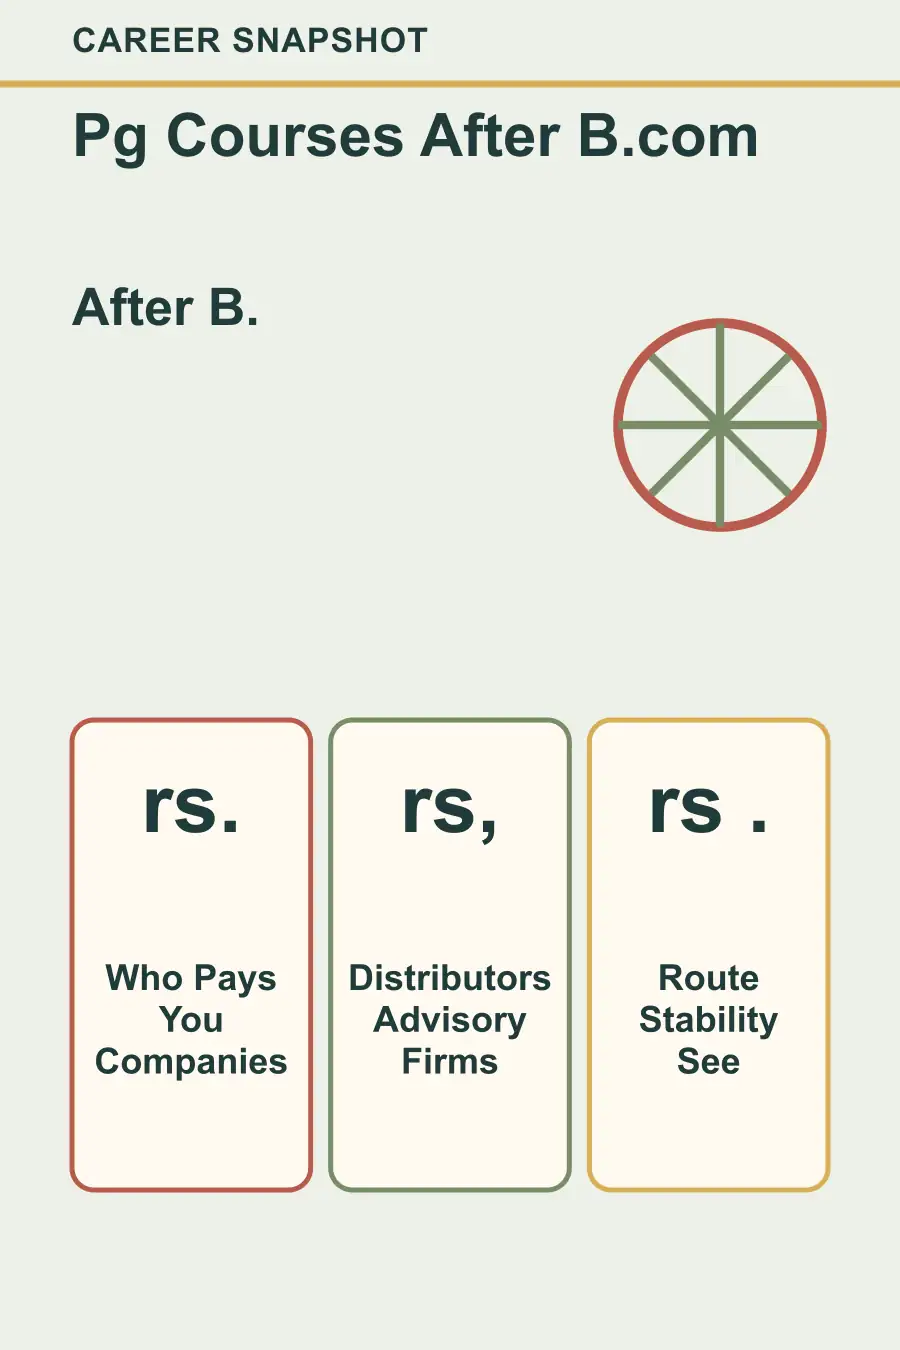 CAREER SNAPSHOT
Pg Courses After B.com
After B.
rs.
Who Pays
You
Companies
rs,
Distributors
Advisory
Firms
rs .
Route
Stability
See